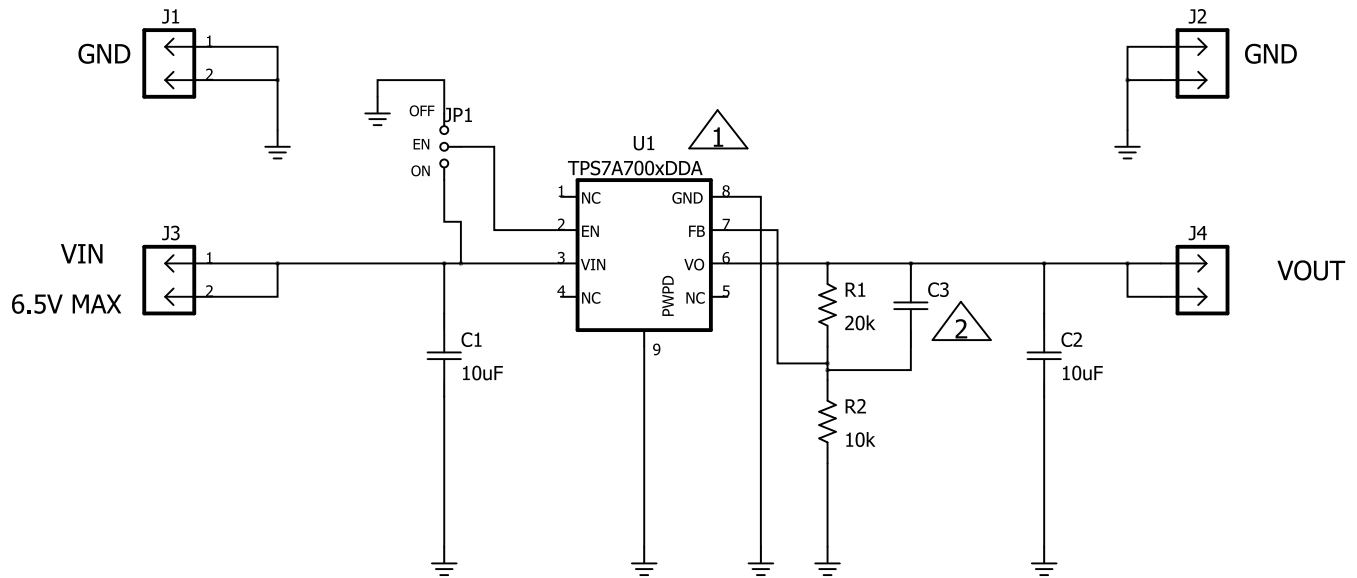 J1
GND
1
2
J2
GND
OFF
JP1
EN
ON
U1
1
TPS7A700xDDA
1
NC
GND
8
2
EN
FB
7
3
VIN
VO
6
4
NC
NC
5
PWPD
9
J3
VIN
1
2
6.5V MAX
J4
VOUT
R1
20k
C3
2
C1
10uF
C2
10uF
R2
10k